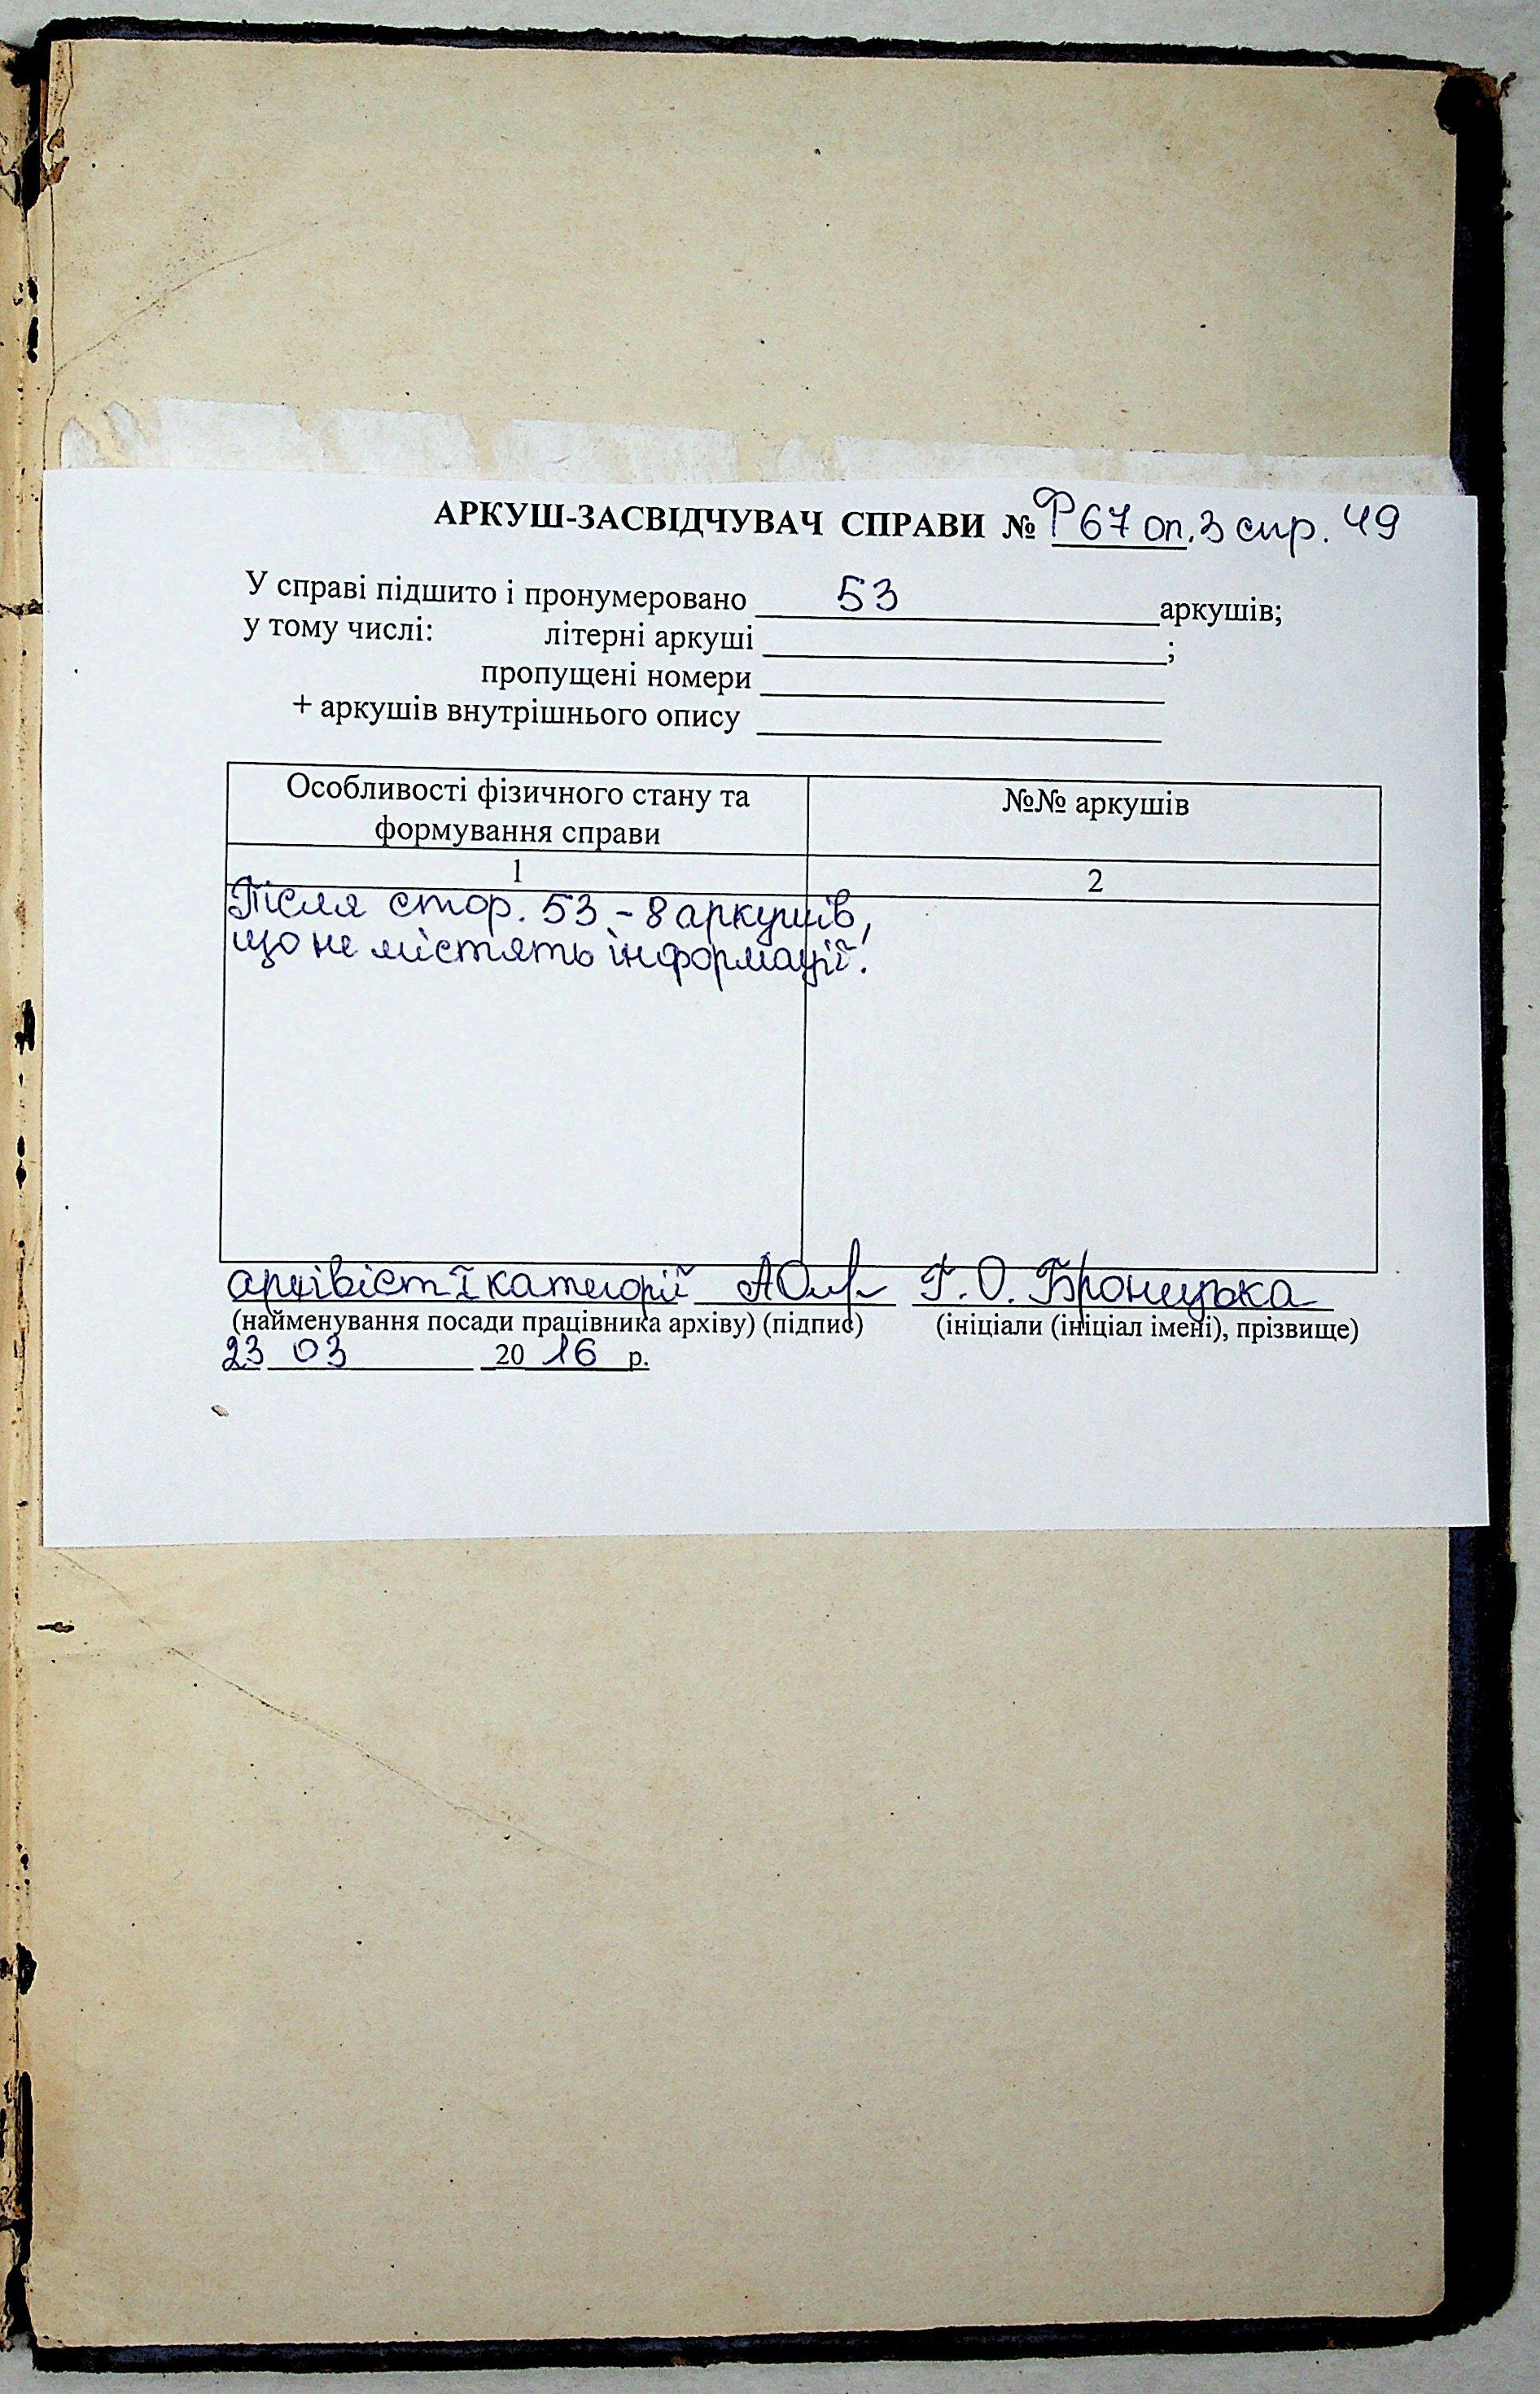 АРКУШ-ЗАСВІДЧУВАЧ СПРАВИ № Ф67 оп.3 спр. 49
У справі підшито і пронумеровано 53 аркушів;
у тому числі: літерні аркуші ;
пропущені номери
+ аркушів внутрішнього опису
Особливості фізичного стану та формування справи
№№ аркушів
1
2
Після стор. 53 - 8 аркушів,
що не містять інформації.
архівіст I категорії Г. О. Броницька
(найменування посади працівника архіву) (підпис) (ініціали (ініціал імені), прізвище)
23 03 20 16 р.